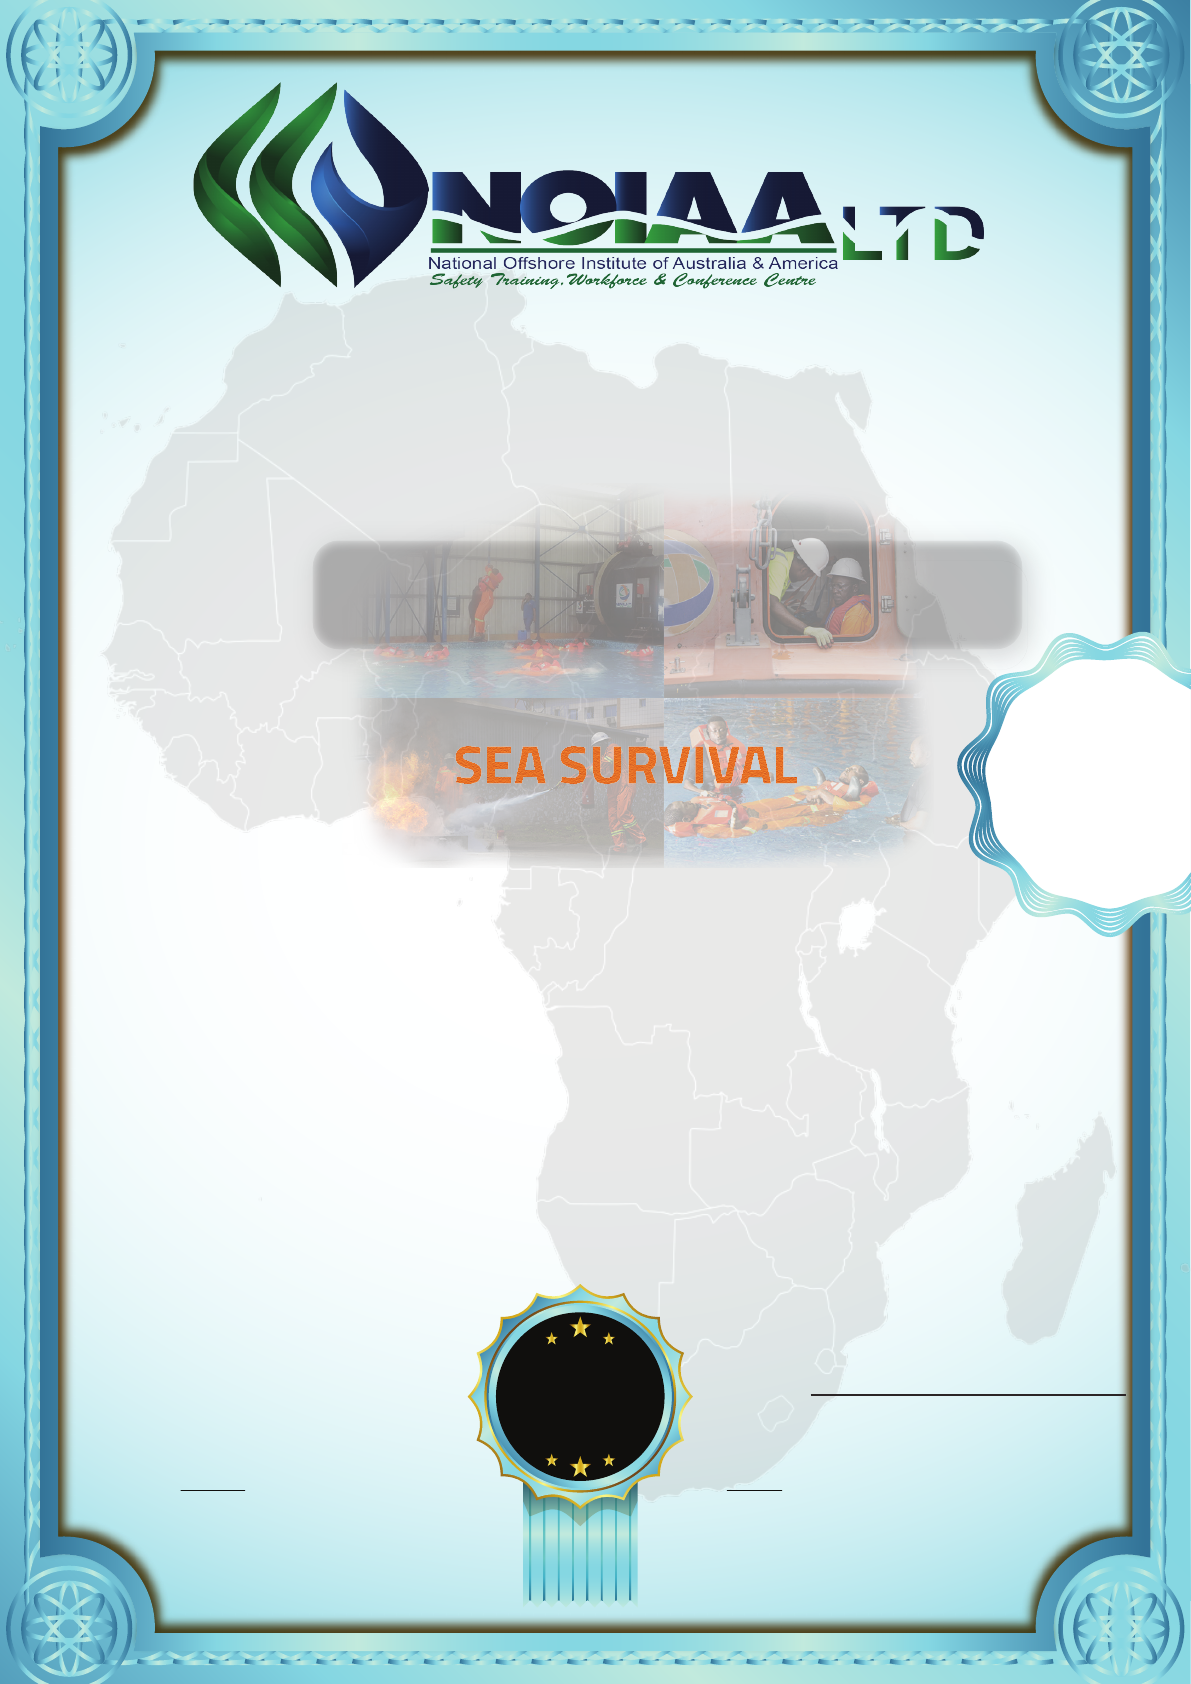 NOIAA LTD
National Offshore Institute of Australia & America
Safety Training, Workforce & Conference Centre
SEA SURVIVAL